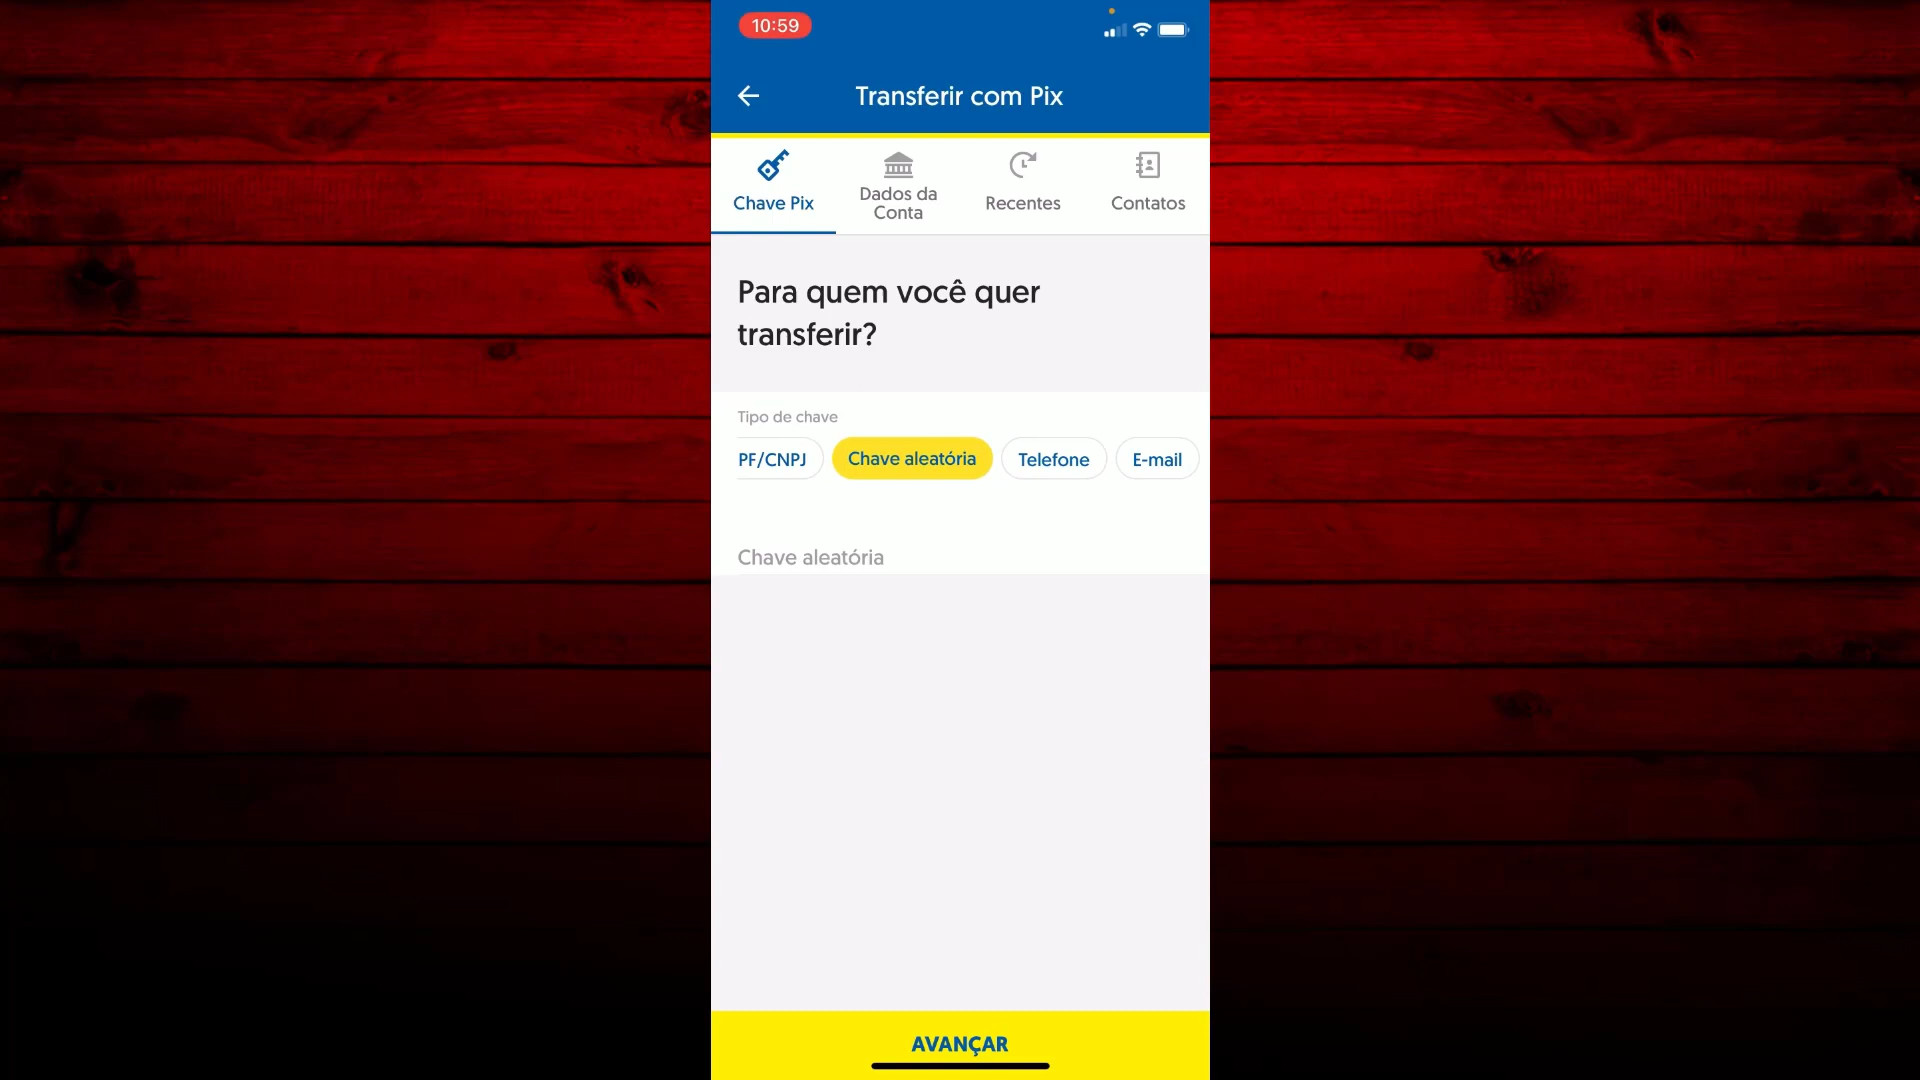 10:59
Transferir com Pix
Chave Pix
Dados da
Conta
Recentes
Contatos
Para quem você quer
transferir?
Tipo de chave
PF/CNPJ
Chave aleatória
Telefone
E-mail
Chave aleatória
AVANÇAR